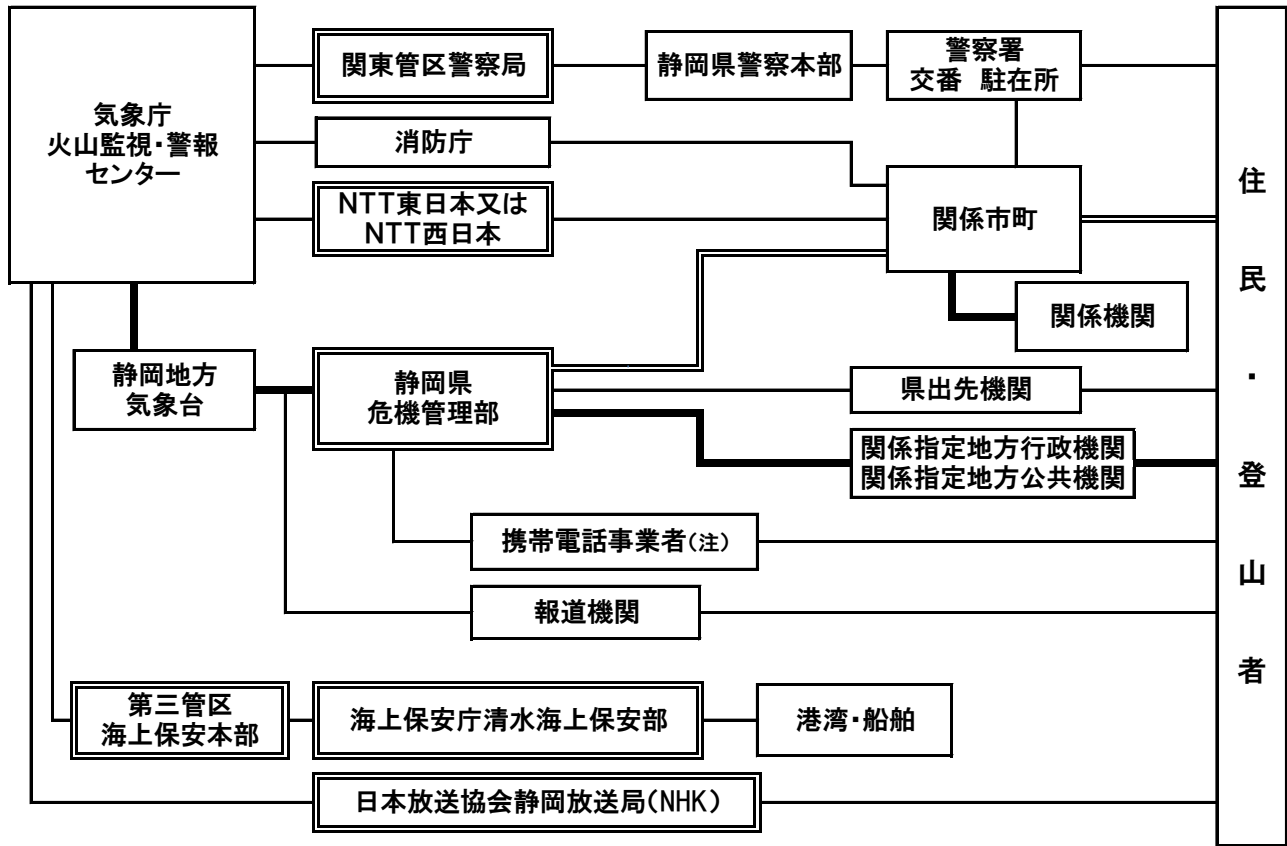 気象庁
火山監視・警報
センター
関東管区警察局
静岡県警察本部
警察署
交番 駐在所
消防庁
NTT東日本又は
NTT西日本
関係市町
関係機関
静岡地方
気象台
静岡県
危機管理部
県出先機関
関係指定地方行政機関
関係指定地方公共機関
携帯電話事業者(注)
報道機関
第三管区
海上保安本部
海上保安庁清水海上保安部
港湾・船舶
日本放送協会静岡放送局(NHK)
住民・登山者